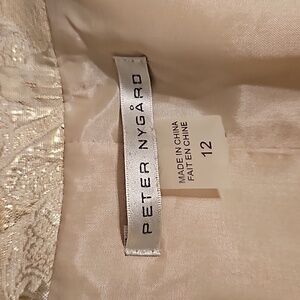 PETER NYGÅRD
MADE IN CHINA
FAIT EN CHINE
12